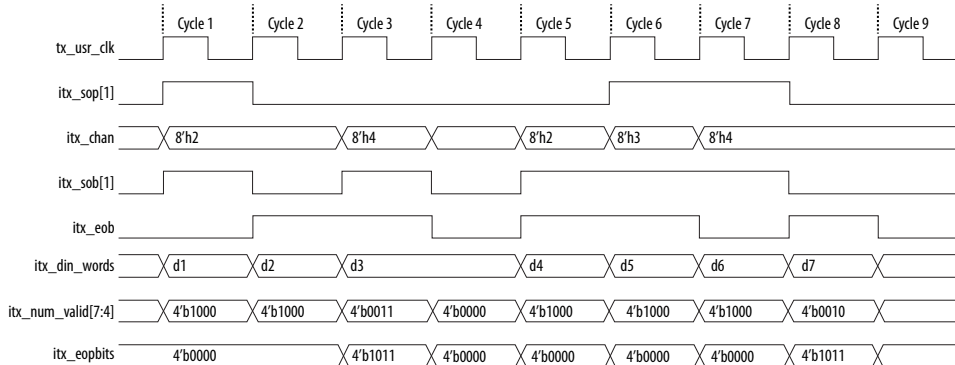 Cycle 1 Cycle 2 Cycle 3 Cycle 4 Cycle 5 Cycle 6 Cycle 7 Cycle 8 Cycle 9
tx_usr_clk
itx_sop[1]
itx_chan 8'h2 8'h4 8'h2 8'h3 8'h4
itx_sob[1]
itx_eob
itx_din_words d1 d2 d3 d4 d5 d6 d7
itx_num_valid[7:4] 4'b1000 4'b1000 4'b0011 4'b0000 4'b1000 4'b1000 4'b1000 4'b0010
itx_eopbits 4'b0000 4'b1011 4'b0000 4'b0000 4'b0000 4'b0000 4'b1011